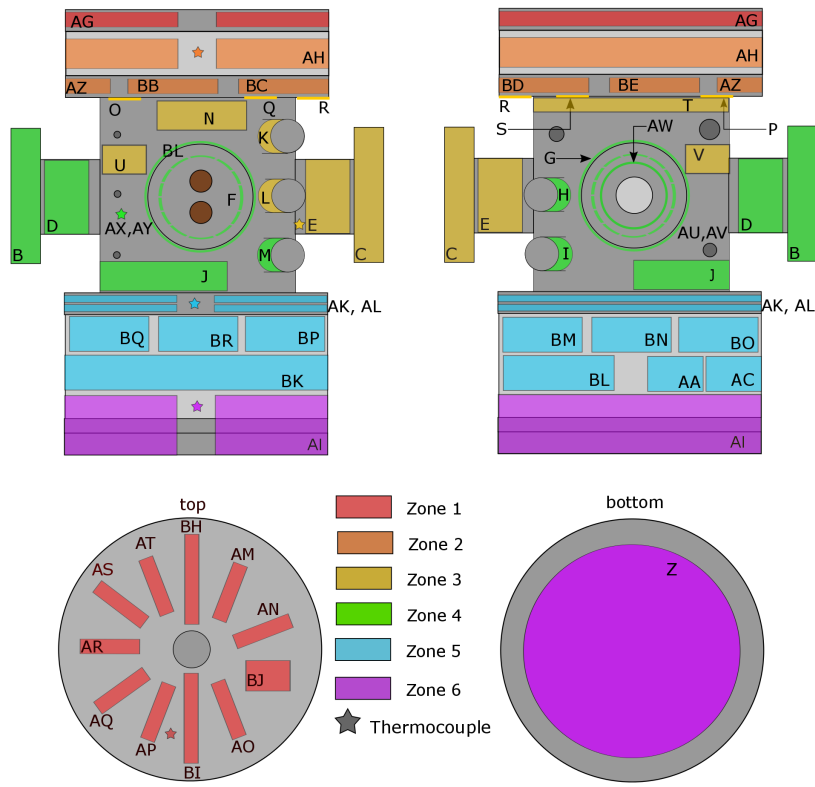 AG
AH
AZ
BB
BC
O
Q
R
N
K
BL
U
F
L
E
AX,AY
M
D
B
C
J
AK, AL
BQ
BR
BP
BK
AI
AG
AH
BD
BE
AZ
R
T
S
AW
P
G
V
H
E
AU,AV
D
C
I
B
J
AK, AL
BM
BN
BO
BL
AA
AC
AI
top
BH
AT
AM
AS
AN
AR
BJ
AQ
AP
AO
BI
Zone 1
Zone 2
Zone 3
Zone 4
Zone 5
Zone 6
Thermocouple
bottom
Z